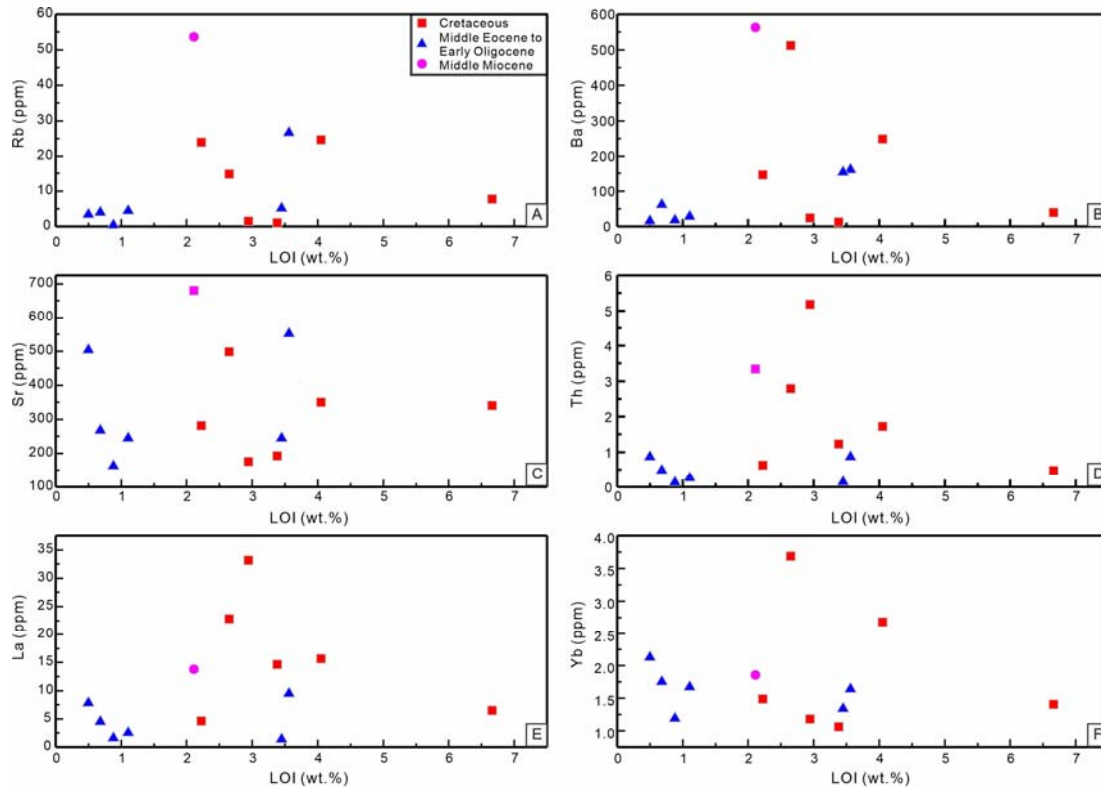 60
50
40
30
20
10
0
Rb (ppm)
Cretaceous
Middle Eocene to
Early Oligocene
Middle Miocene
A
0 1 2 3 4 5 6 7
LOI (wt.%)
600
500
400
300
200
100
0
Ba (ppm)
B
0 1 2 3 4 5 6 7
LOI (wt.%)
700
600
500
400
300
200
100
Sr (ppm)
C
0 1 2 3 4 5 6 7
LOI (wt.%)
6
5
4
3
2
1
0
Th (ppm)
D
0 1 2 3 4 5 6 7
LOI (wt.%)
35
30
25
20
15
10
5
0
La (ppm)
E
0 1 2 3 4 5 6 7
LOI (wt.%)
4.0
3.5
3.0
2.5
2.0
1.5
1.0
Yb (ppm)
F
0 1 2 3 4 5 6 7
LOI (wt.%)